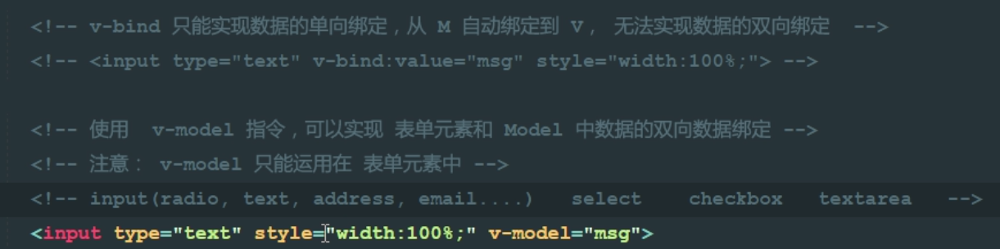 <!-- v-bind 只能实现数据的单向绑定，从 M 自动绑定到 V， 无法实现数据的双向绑定  -->
<!-- <input type="text" v-bind:value="msg" style="width:100%;"> -->
<!-- 使用  v-model 指令，可以实现 表单元素和 Model 中数据的双向数据绑定 -->
<!-- 注意： v-model 只能运用在 表单元素中 -->
<!-- input(radio, text, address, email....)   select    checkbox   textarea   -->
<input type="text" style="width:100%;" v-model="msg">